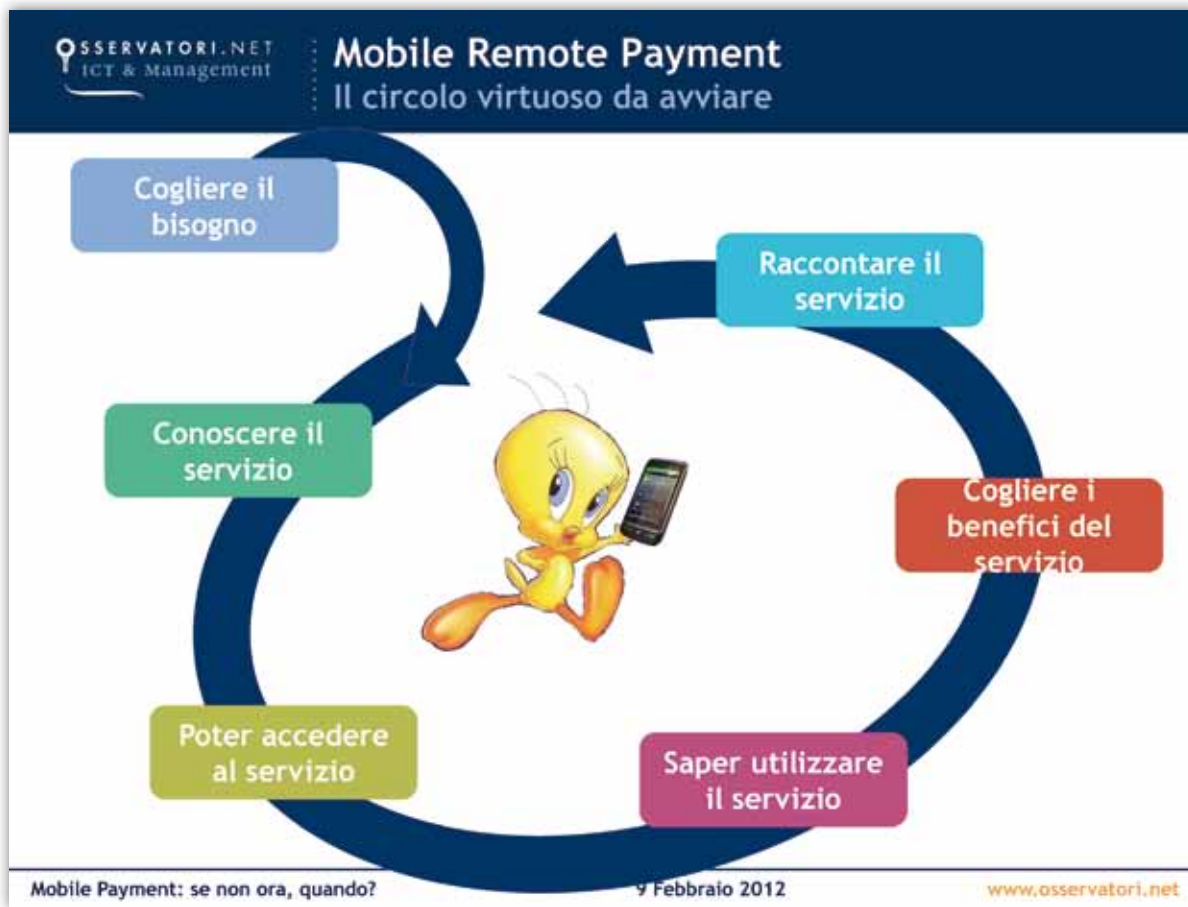 OSSERVATORI.NET
ICT & Management
Mobile Remote Payment
Il circolo virtuoso da avviare
Cogliere il
bisogno
Raccontare il
servizio
Conoscere il
servizio
Cogliere i
benefici del
servizio
Poter accedere
al servizio
Saper utilizzare
il servizio
Mobile Payment: se non ora, quando?
9 Febbraio 2012
www.osservatori.net